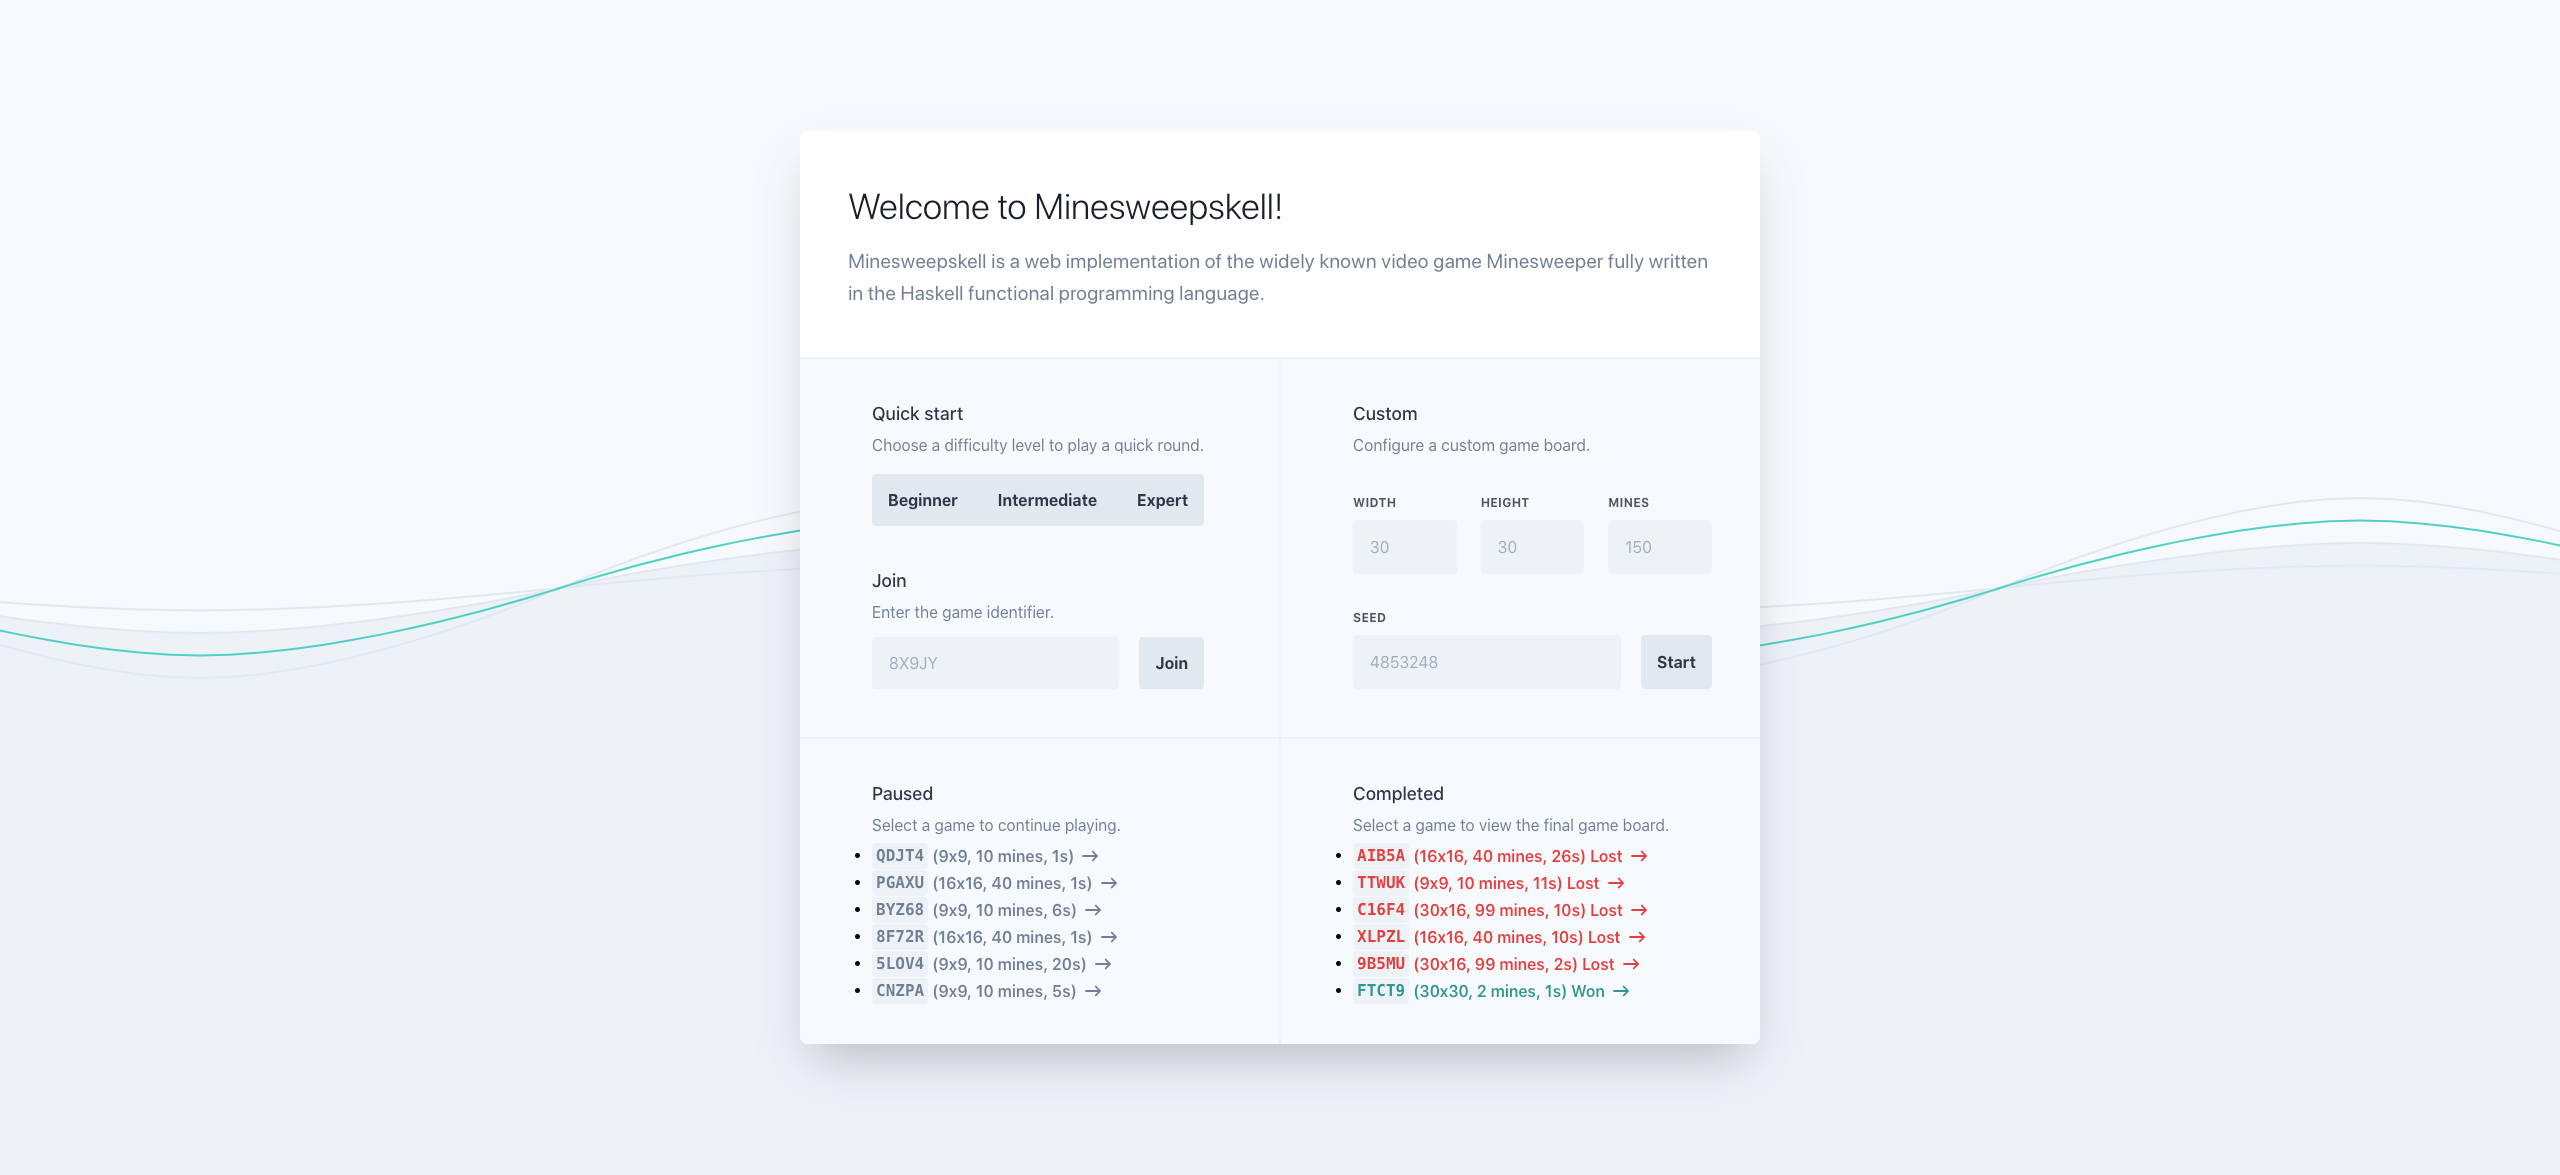 Welcome to Minesweepskell!
Minesweepskell is a web implementation of the widely known video game Minesweeper fully written
in the Haskell functional programming language.
Quick start
Choose a difficulty level to play a quick round.
Beginner Intermediate Expert
Join
Enter the game identifier.
8X9JY Join
Custom
Configure a custom game board.
WIDTH HEIGHT MINES
30 30 150
SEED
4853248 Start
Paused
Select a game to continue playing.
• QDJT4 (9x9, 10 mines, 1s) →
• PGAXU (16x16, 40 mines, 1s) →
• BYZ68 (9x9, 10 mines, 6s) →
• 8F72R (16x16, 40 mines, 1s) →
• 5LOV4 (9x9, 10 mines, 20s) →
• CNZPA (9x9, 10 mines, 5s) →
Completed
Select a game to view the final game board.
• AIB5A (16x16, 40 mines, 26s) Lost →
• TTWUK (9x9, 10 mines, 11s) Lost →
• C16F4 (30x16, 99 mines, 10s) Lost →
• XLPZL (16x16, 40 mines, 10s) Lost →
• 9B5MU (30x16, 99 mines, 2s) Lost →
• FTCT9 (30x30, 2 mines, 1s) Won →